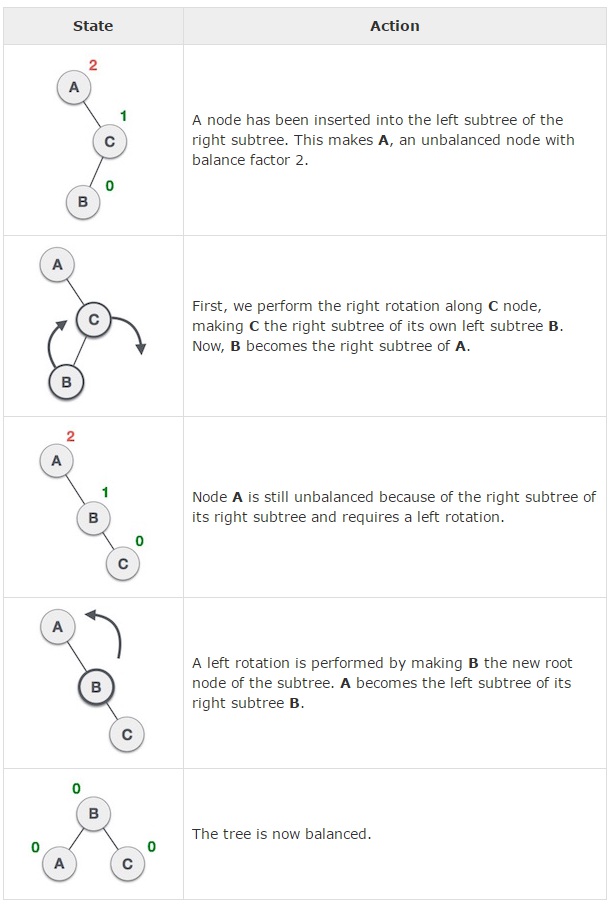 State
Action
2
A
1
C
0
B
A node has been inserted into the left subtree of the
right subtree. This makes A, an unbalanced node with
balance factor 2.
A
C
B
First, we perform the right rotation along C node,
making C the right subtree of its own left subtree B.
Now, B becomes the right subtree of A.
2
A
1
B
0
C
Node A is still unbalanced because of the right subtree of
its right subtree and requires a left rotation.
A
B
C
A left rotation is performed by making B the new root
node of the subtree. A becomes the left subtree of its
right subtree B.
0
B
0
0
A
C
The tree is now balanced.